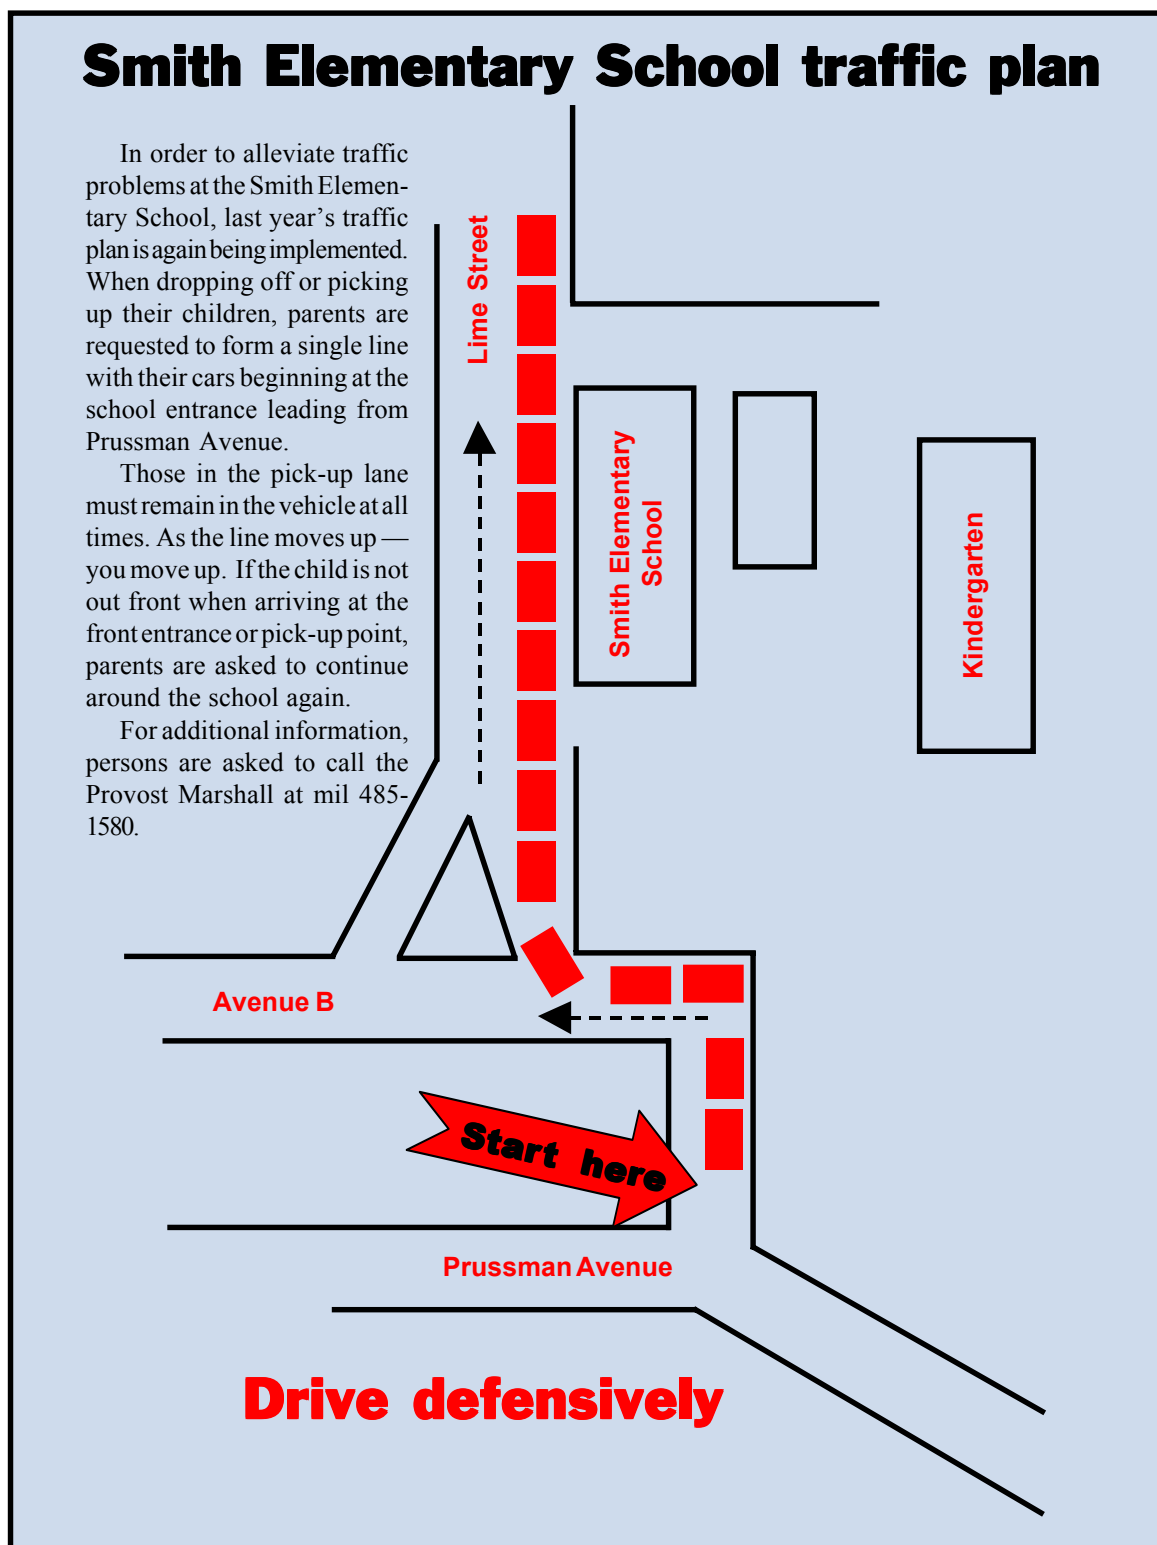 Smith Elementary School traffic plan
In order to alleviate traffic
problems at the Smith Elemen-
tary School, last year's traffic
plan is again being implemented.
When dropping off or picking
up their children, parents are
requested to form a single line
with their cars beginning at the
school entrance leading from
Prussman Avenue.
Those in the pick-up lane
must remain in the vehicle at all
times. As the line moves up —
you move up. If the child is not
out front when arriving at the
front entrance or pick-up point,
parents are asked to continue
around the school again.
For additional information,
persons are asked to call the
Provost Marshall at mil 485-
1580.
Lime Street
Smith Elementary
School
Kindergarten
Avenue B
Start here
Prussman Avenue
Drive defensively